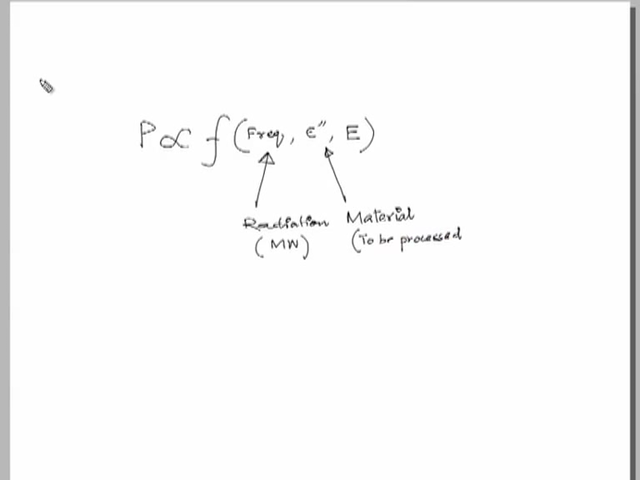 P ∝ f (Freq, ε", E)
Radiation Material
(MW) (To be processed